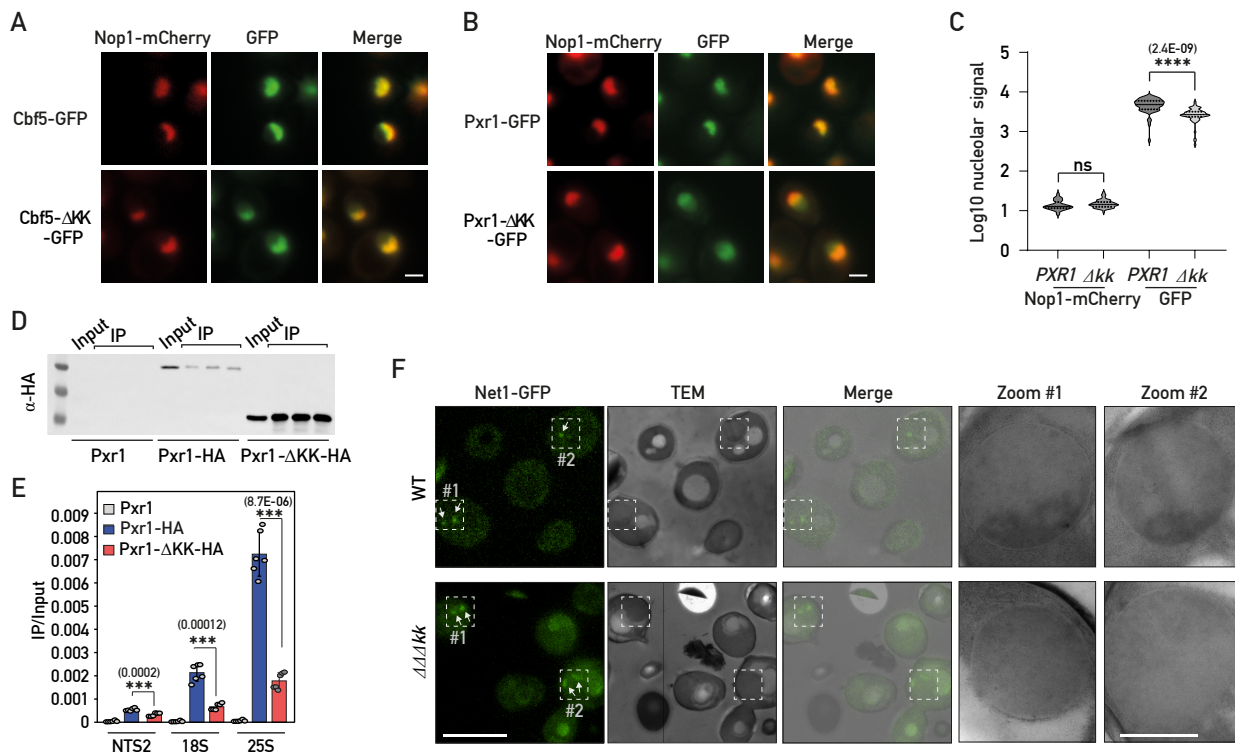 A
Nop1-mCherry GFP Merge
Cbf5-GFP
Cbf5-ΔKK
-GFP
B
Nop1-mCherry GFP Merge
Pxr1-GFP
Pxr1-ΔKK
-GFP
C
Log10 nucleolar signal
5
4
3
2
1
0
ns
(2.4E-09)
****
PXR1 Δkk PXR1 Δkk
Nop1-mCherry GFP
D
Input IP Input IP Input IP
α-HA
Pxr1 Pxr1-HA Pxr1-ΔKK-HA
E
IP/Input
0.009
0.008
0.007
0.006
0.005
0.004
0.003
0.002
0.001
0
Pxr1
Pxr1-HA
Pxr1-ΔKK-HA
(0.0002)
***
(0.00012)
***
(8.7E-06)
***
NTS2 18S 25S
F
Net1-GFP TEM Merge Zoom #1 Zoom #2
WT
#2
#1
ΔΔΔkk
#1
#2